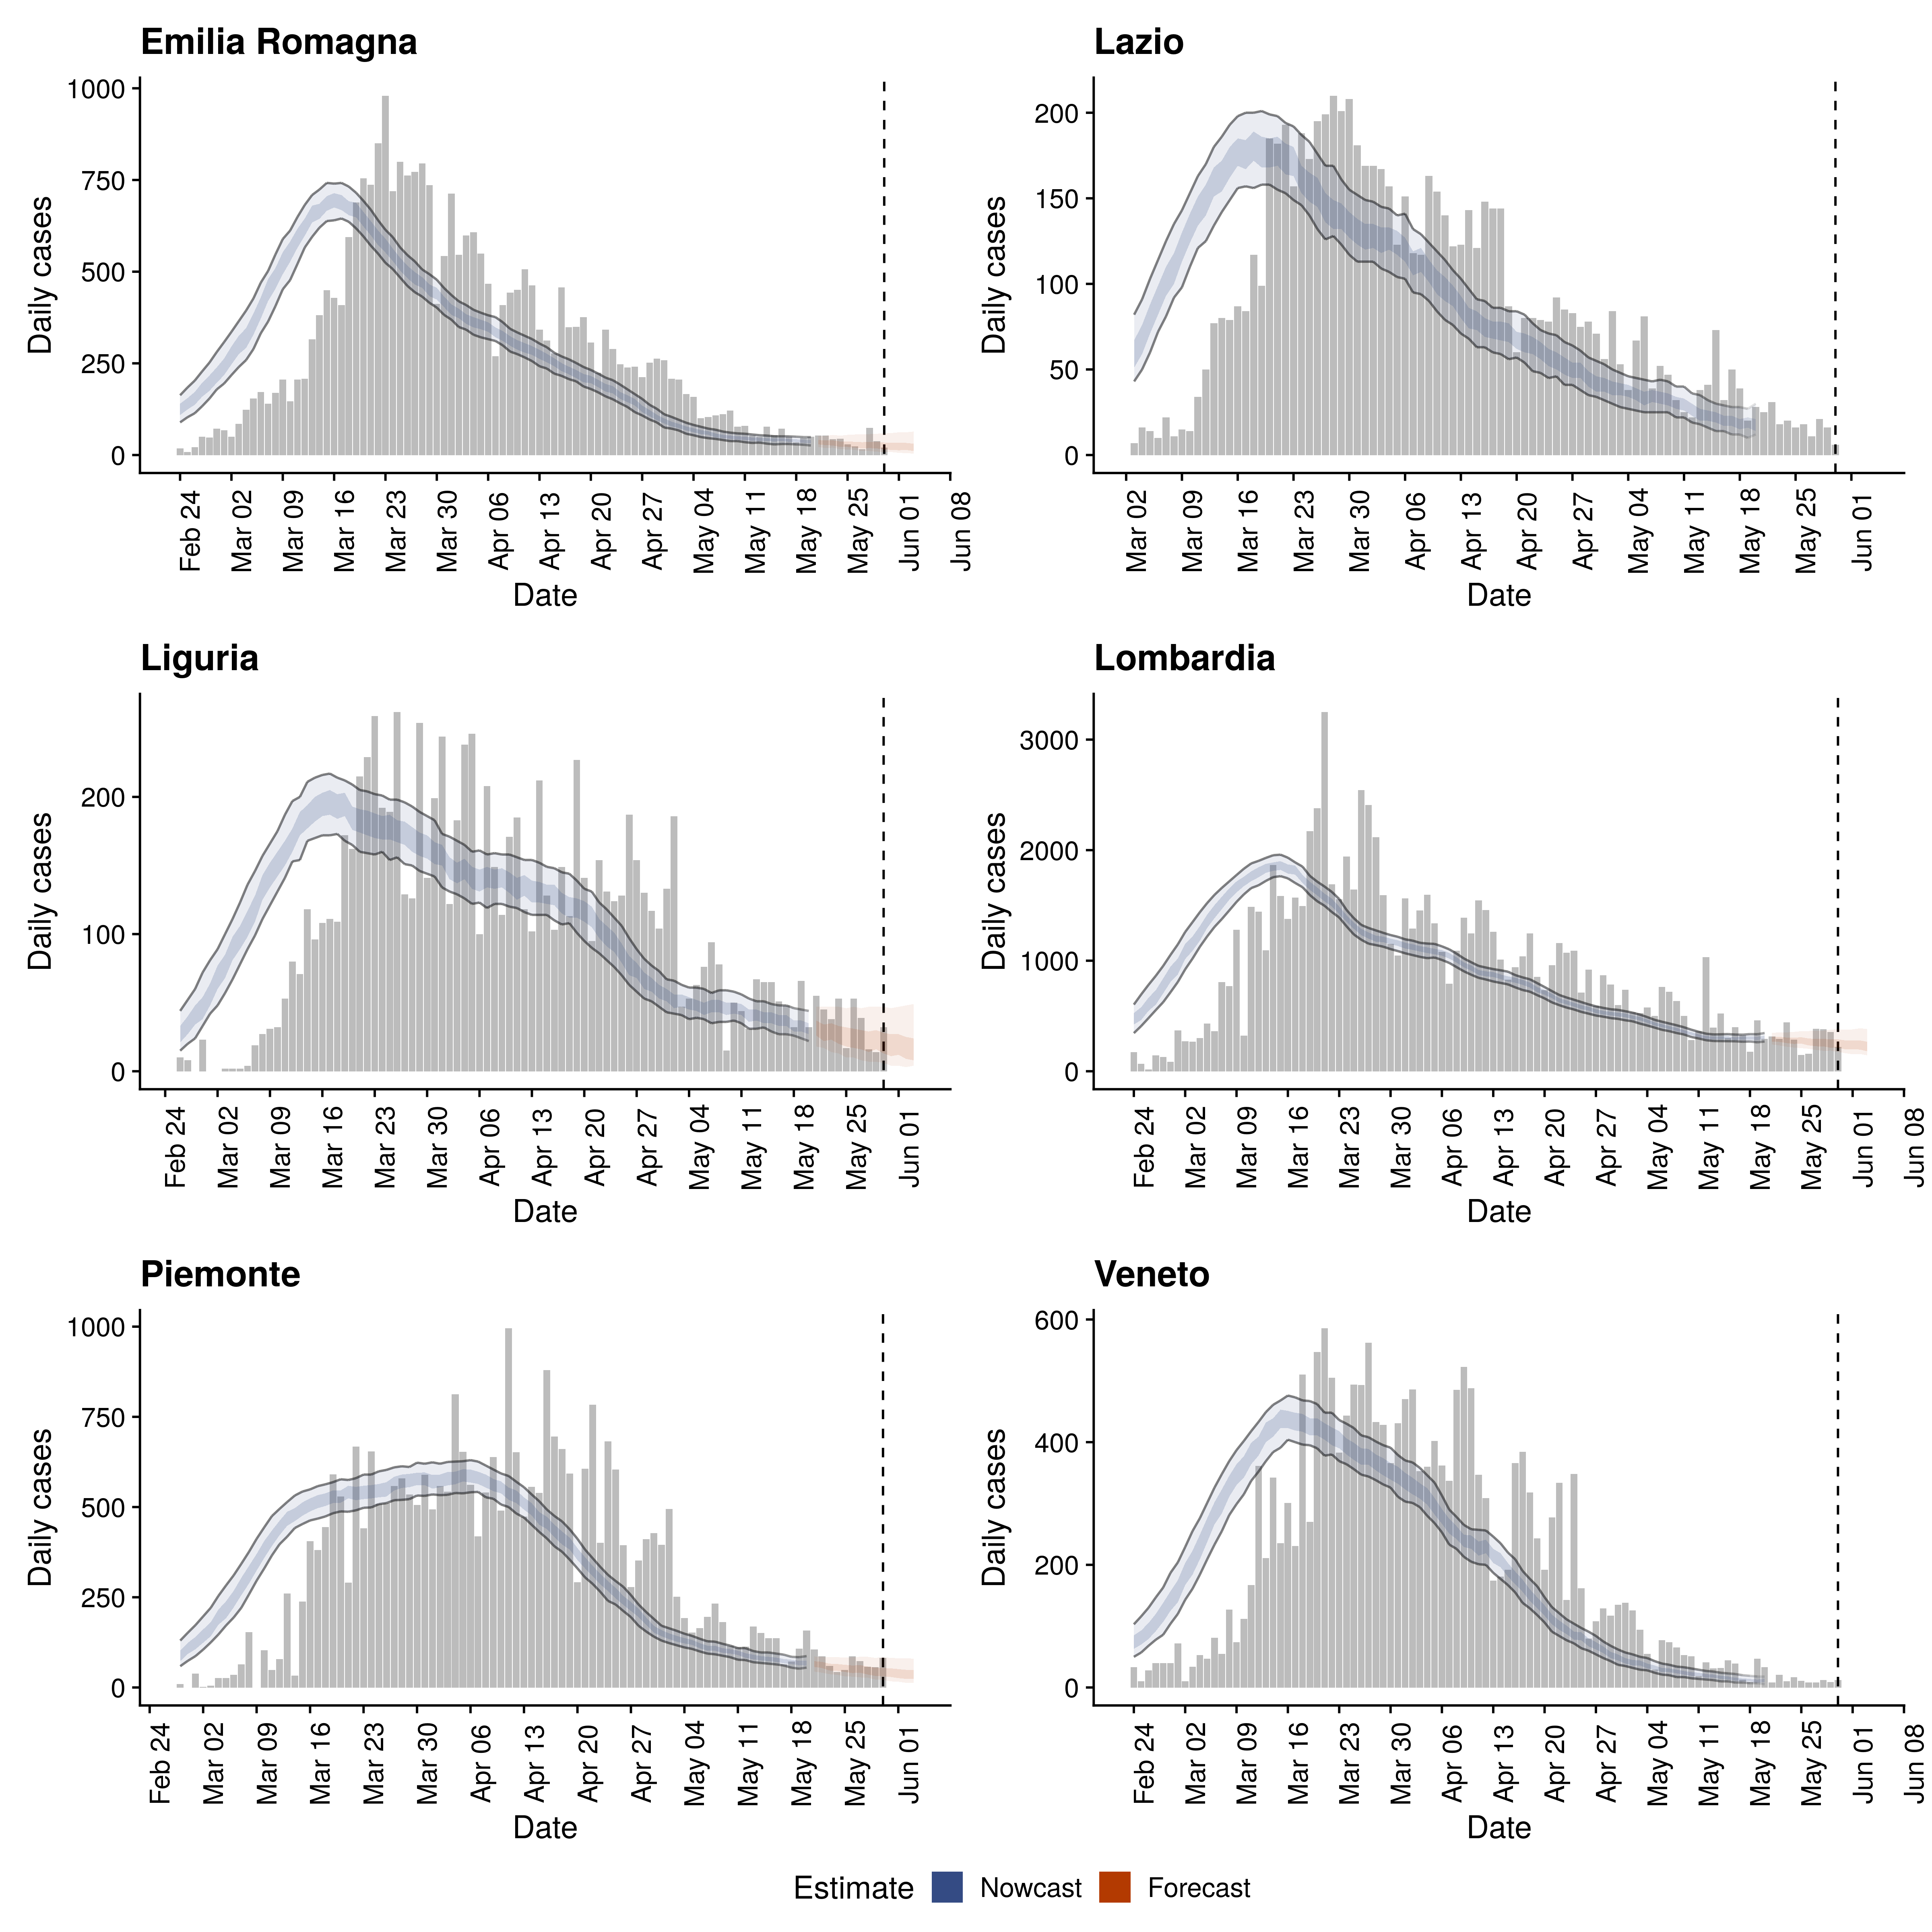 Emilia Romagna
Daily cases
1000
750
500
250
0
Feb 24
Mar 02
Mar 09
Mar 16
Mar 23
Mar 30
Apr 06
Apr 13
Apr 20
Apr 27
May 04
May 11
May 18
May 25
Jun 01
Jun 08
Date
Lazio
Daily cases
200
150
100
50
0
Mar 02
Mar 09
Mar 16
Mar 23
Mar 30
Apr 06
Apr 13
Apr 20
Apr 27
May 04
May 11
May 18
May 25
Jun 01
Date
Liguria
Daily cases
200
100
0
Feb 24
Mar 02
Mar 09
Mar 16
Mar 23
Mar 30
Apr 06
Apr 13
Apr 20
Apr 27
May 04
May 11
May 18
May 25
Jun 01
Date
Lombardia
Daily cases
3000
2000
1000
0
Feb 24
Mar 02
Mar 09
Mar 16
Mar 23
Mar 30
Apr 06
Apr 13
Apr 20
Apr 27
May 04
May 11
May 18
May 25
Jun 01
Jun 08
Date
Piemonte
Daily cases
1000
750
500
250
0
Feb 24
Mar 02
Mar 09
Mar 16
Mar 23
Mar 30
Apr 06
Apr 13
Apr 20
Apr 27
May 04
May 11
May 18
May 25
Jun 01
Date
Veneto
Daily cases
600
400
200
0
Feb 24
Mar 02
Mar 09
Mar 16
Mar 23
Mar 30
Apr 06
Apr 13
Apr 20
Apr 27
May 04
May 11
May 18
May 25
Jun 01
Jun 08
Date
Estimate Nowcast Forecast